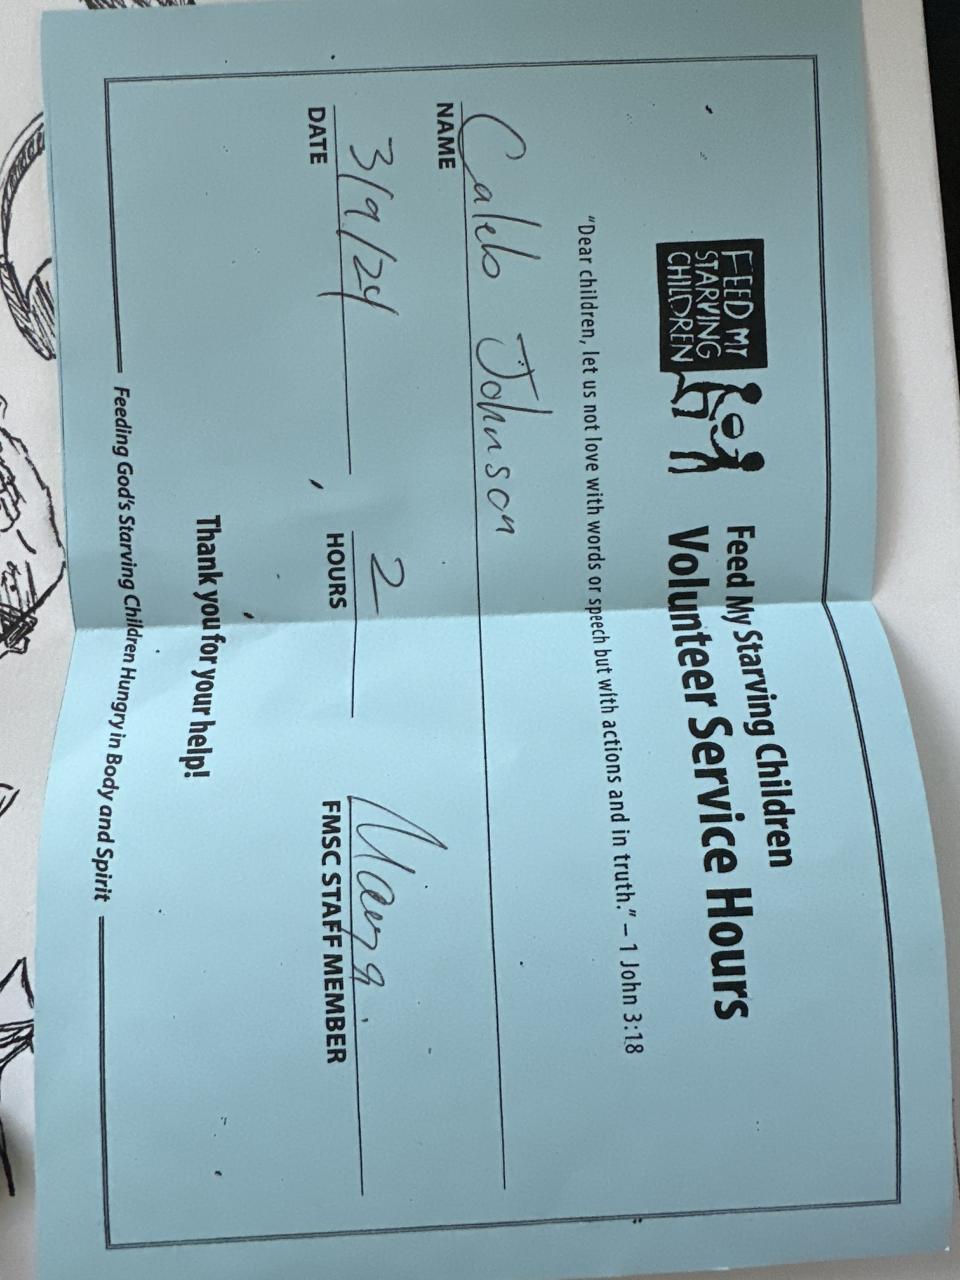 FEED MY
STARVING
CHILDREN
Feed My Starving Children
Volunteer Service Hours
"Dear children, let us not love with words or speech but with actions and in truth." – 1 John 3:18
Caleb Johnson
NAME
3/9/24 2
DATE HOURS FMSC STAFF MEMBER
Thank you for your help!
Feeding God's Starving Children Hungry in Body and Spirit